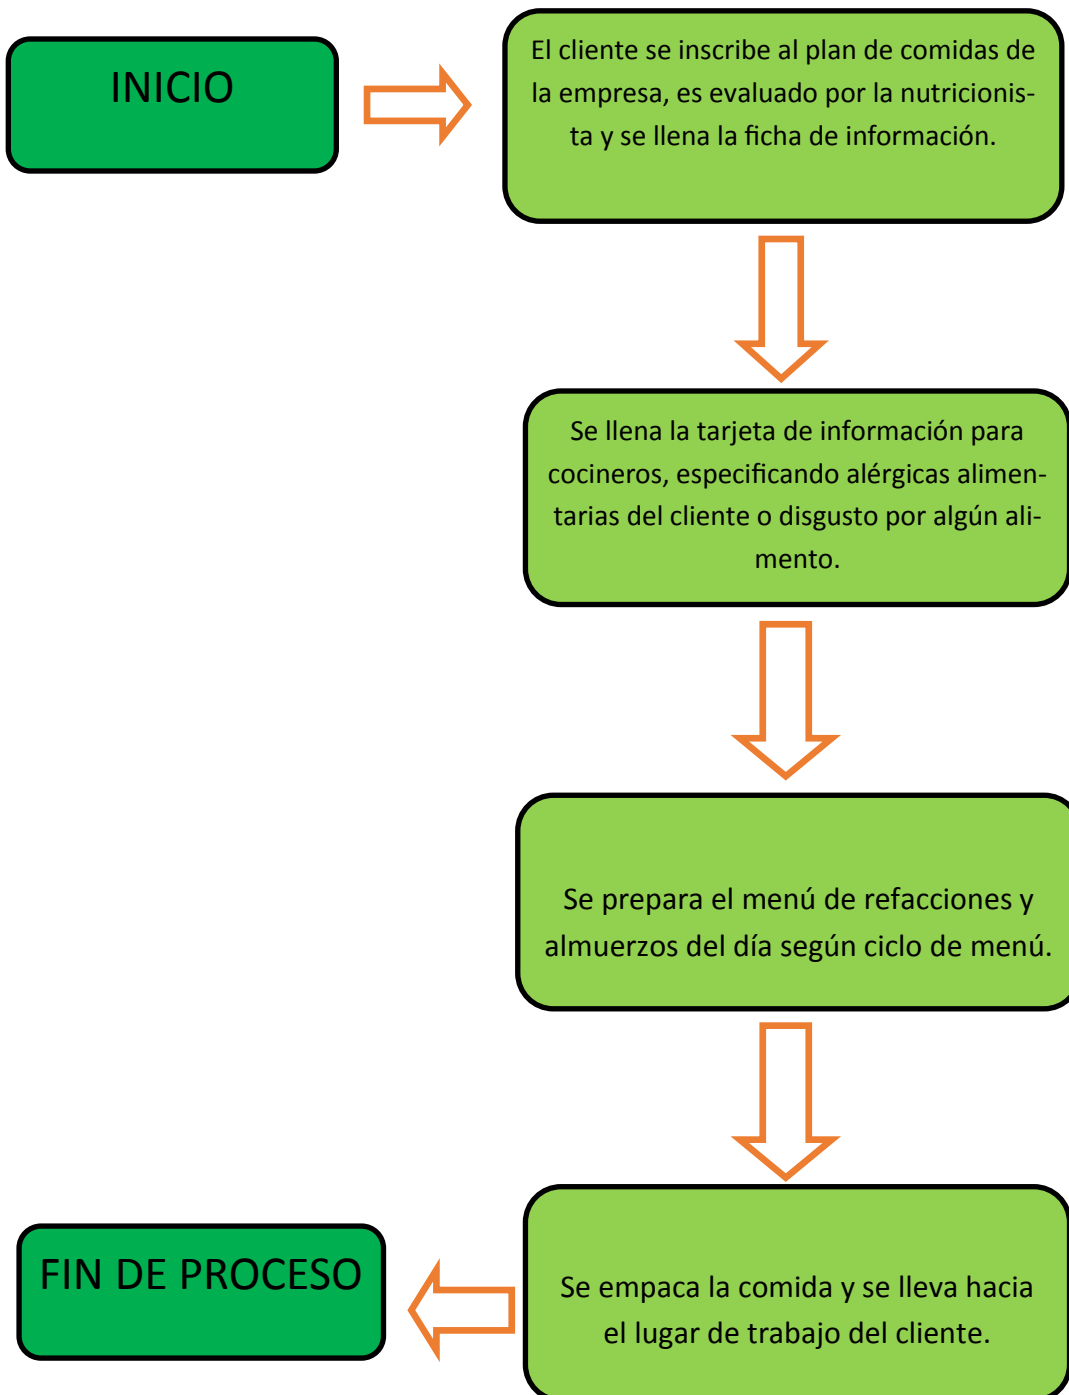 INICIO
El cliente se inscribe al plan de comidas de
la empresa, es evaluado por la nutricionis-
ta y se llena la ficha de información.
Se llena la tarjeta de información para
cocineros, especificando alérgicas alimen-
tarias del cliente o disgusto por algún ali-
mento.
Se prepara el menú de refacciones y
almuerzos del día según ciclo de menú.
Se empaca la comida y se lleva hacia
el lugar de trabajo del cliente.
FIN DE PROCESO